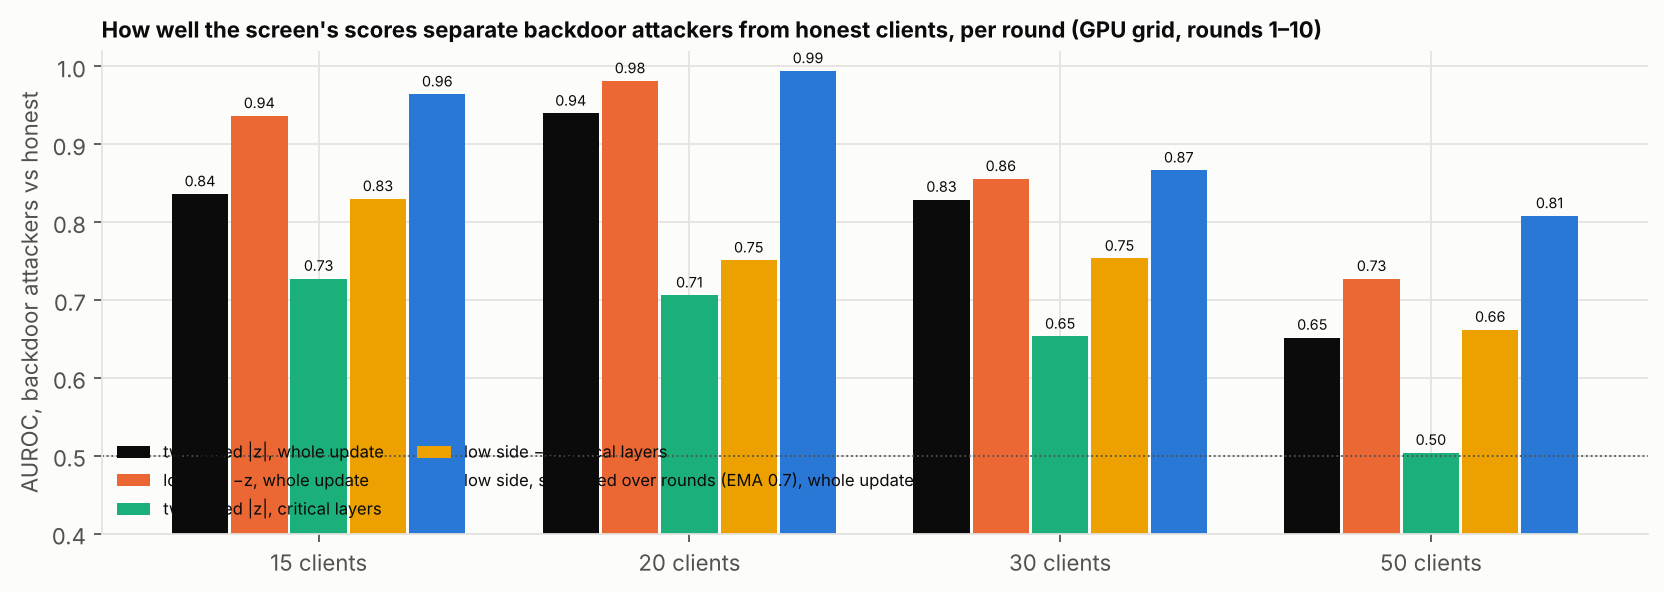 How well the screen's scores separate backdoor attackers from honest clients, per round (GPU grid, rounds 1–10)
AUROC, backdoor attackers vs honest
1.0
0.9
0.8
0.7
0.6
0.5
0.4
0.84
0.94
0.73
0.83
0.96
0.94
0.98
0.71
0.75
0.99
0.83
0.86
0.65
0.75
0.87
0.65
0.73
0.50
0.66
0.81
|z|, whole update
−z, whole update
|z|, critical layers
low side layers
low side, over rounds (EMA 0.7), whole update
15 clients
20 clients
30 clients
50 clients